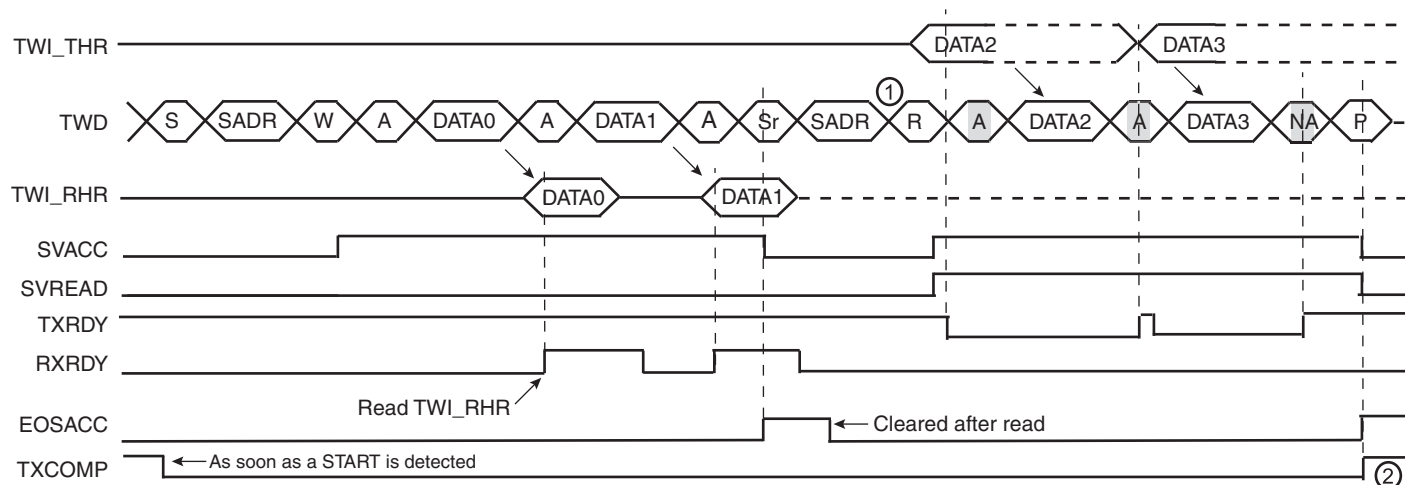 TWI_THR DATA2 DATA3
①
TWD S SADR W A DATA0 A DATA1 A Sr SADR R A DATA2 A DATA3 NA P
TWI_RHR DATA0 DATA1
SVACC
SVREAD
TXRDY
RXRDY
Read TWI_RHR
EOSACC Cleared after read
TXCOMP As soon as a START is detected ②